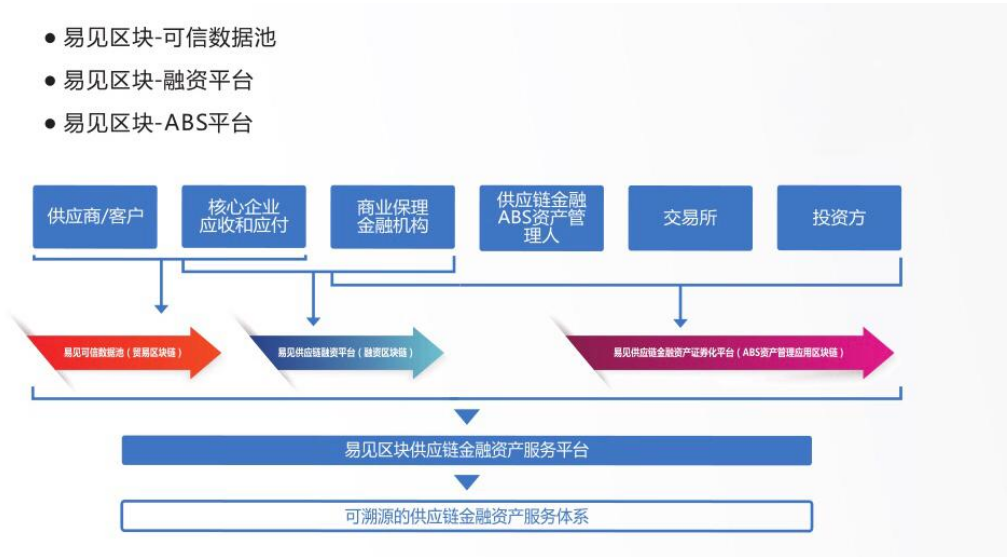 ● 易见区块-可信数据池
● 易见区块-融资平台
● 易见区块-ABS平台
供应商/客户
核心企业
应收和应付
商业保理
金融机构
供应链金融
ABS资产管
理人
交易所
投资方
易见可信数据池（贸易区块链）
易见供应链融资平台（融资区块链）
易见供应链金融资产证券化平台（ABS资产管理应用区块链）
易见区块供应链金融资产服务平台
可溯源的供应链金融资产服务体系